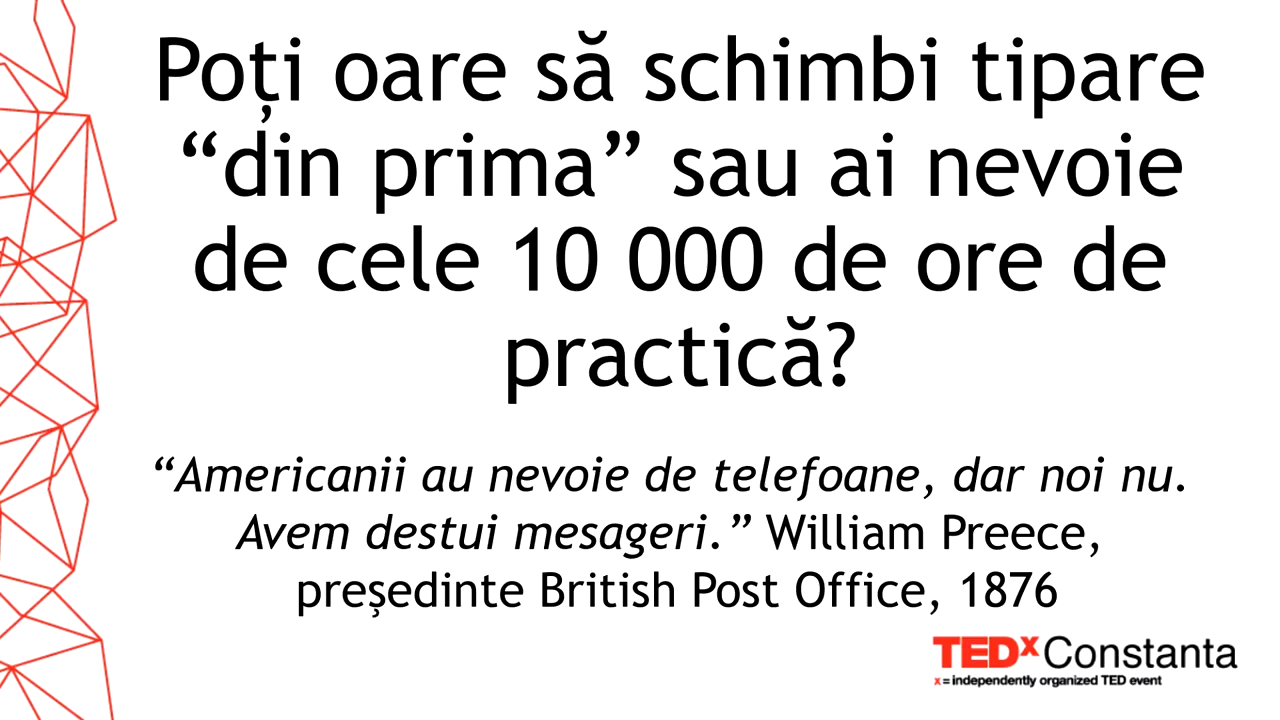 Poți oare să schimbi tipare
“din prima” sau ai nevoie
de cele 10 000 de ore de
practică?
“Americanii au nevoie de telefoane, dar noi nu.
Avem destui mesageri.” William Preece,
președinte British Post Office, 1876
TEDx Constanta
x = independently organized TED event